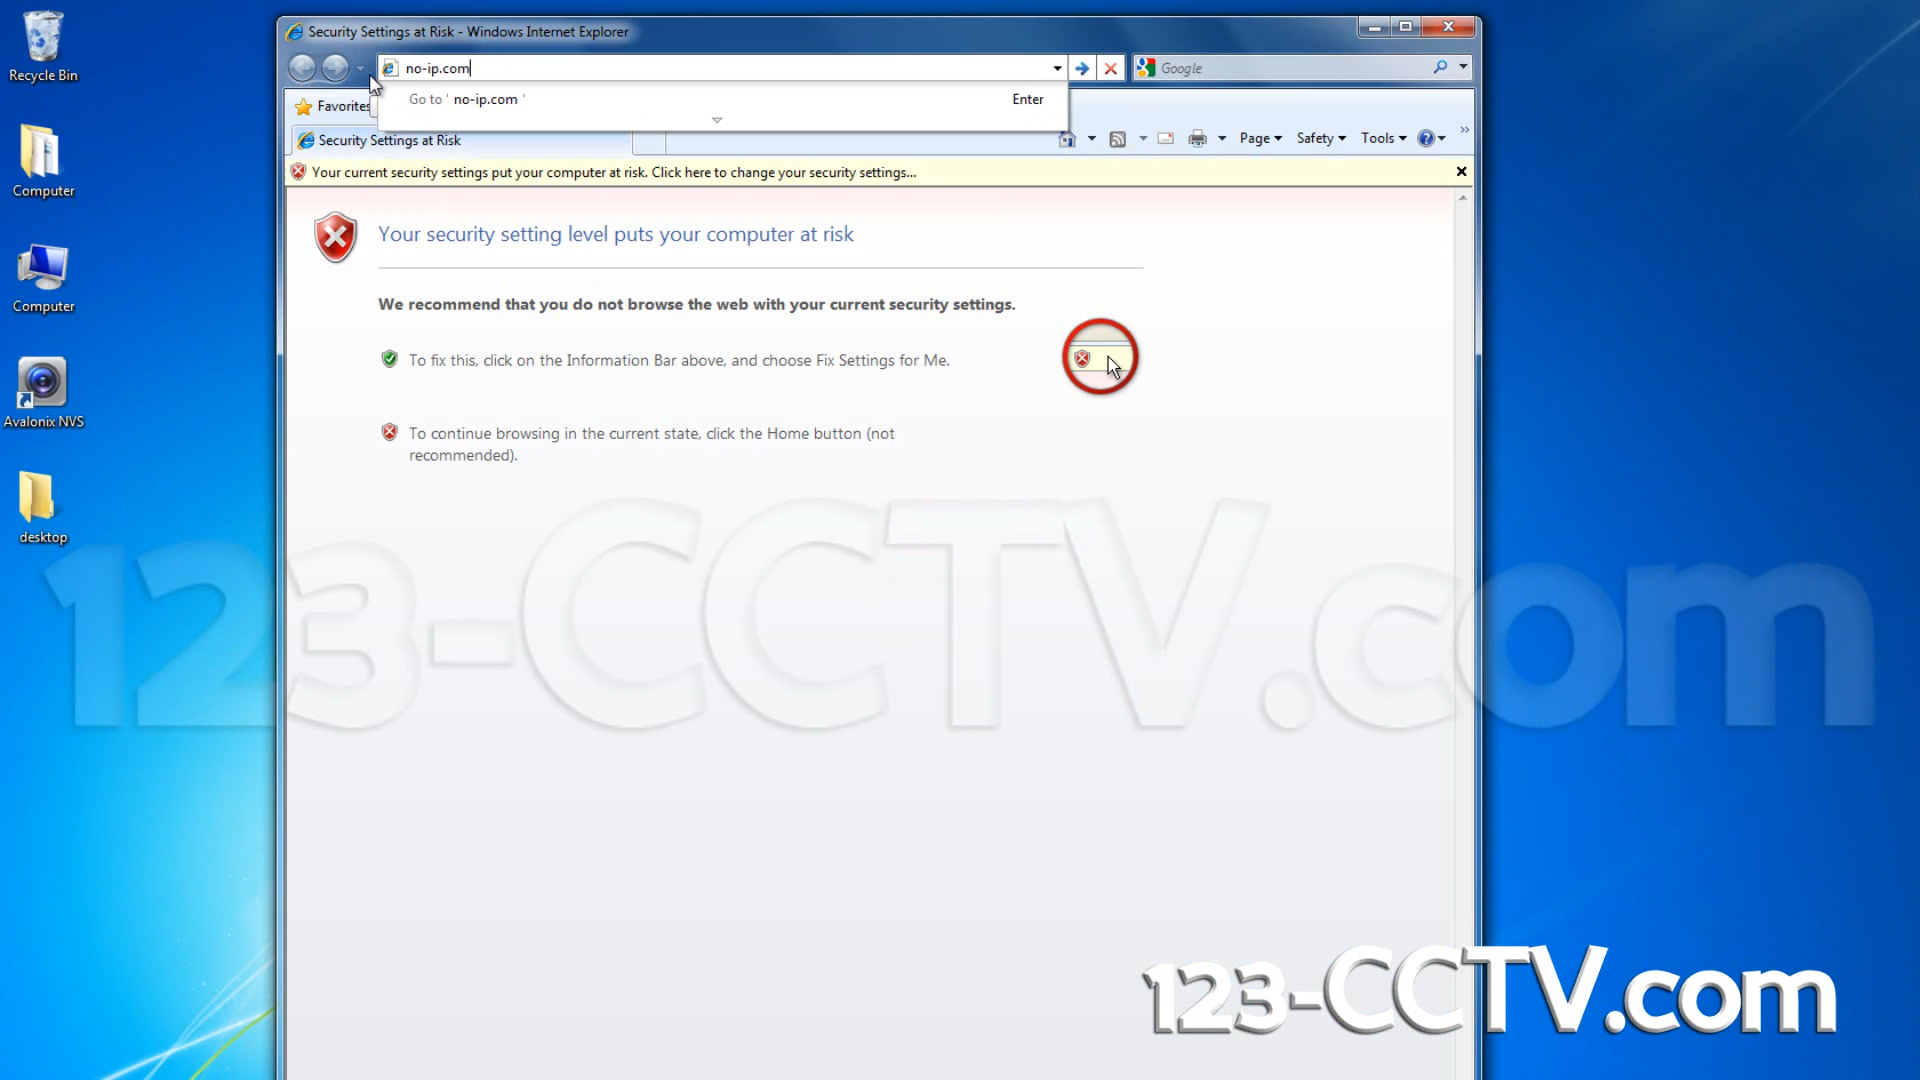 Recycle Bin
Computer
Computer
Avalonix NVS
desktop
Security Settings at Risk - Windows Internet Explorer
no-ip.com
Google
Go to ' no-ip.com '
Enter
Favorites
Security Settings at Risk
Page
Safety
Tools
Your current security settings put your computer at risk. Click here to change your security settings...
Your security setting level puts your computer at risk
We recommend that you do not browse the web with your current security settings.
To fix this, click on the Information Bar above, and choose Fix Settings for Me.
To continue browsing in the current state, click the Home button (not
recommended).
123-CCTV.com
123-CCTV.com